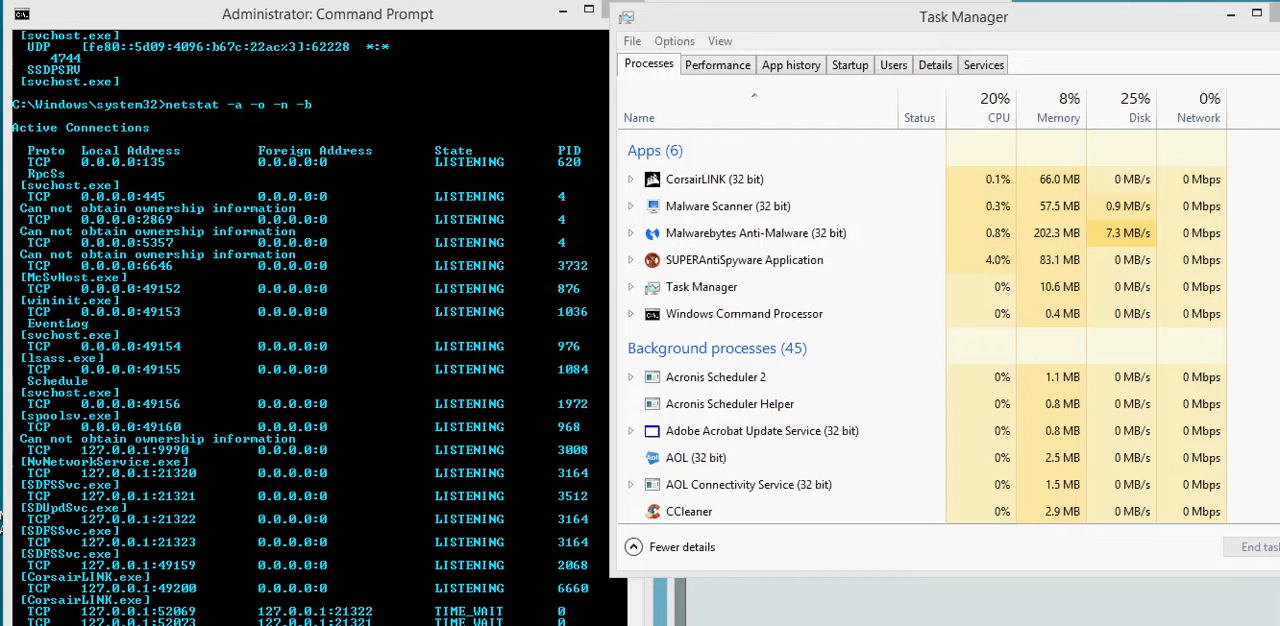 Administrator: Command Prompt
[svchost.exe]
UDP [fe80::5d09:4096:b67c:22ac%3]:62228 *:*
4744
SSDPSRV
[svchost.exe]
C:\Windows\system32>netstat -a -o -n -b
Active Connections
Proto Local Address Foreign Address State PID
TCP 0.0.0.0:135 0.0.0.0:0 LISTENING 620
RpcSs
[svchost.exe]
TCP 0.0.0.0:445 0.0.0.0:0 LISTENING 4
Can not obtain ownership information
TCP 0.0.0.0:2869 0.0.0.0:0 LISTENING 4
Can not obtain ownership information
TCP 0.0.0.0:5357 0.0.0.0:0 LISTENING 4
Can not obtain ownership information
TCP 0.0.0.0:6646 0.0.0.0:0 LISTENING 3732
[McSvHost.exe]
TCP 0.0.0.0:49152 0.0.0.0:0 LISTENING 876
[wininit.exe]
TCP 0.0.0.0:49153 0.0.0.0:0 LISTENING 1036
EventLog
[svchost.exe]
TCP 0.0.0.0:49154 0.0.0.0:0 LISTENING 976
[lsass.exe]
TCP 0.0.0.0:49155 0.0.0.0:0 LISTENING 1084
Schedule
[svchost.exe]
TCP 0.0.0.0:49156 0.0.0.0:0 LISTENING 1972
[spoolsv.exe]
TCP 0.0.0.0:49160 0.0.0.0:0 LISTENING 968
Can not obtain ownership information
TCP 127.0.0.1:9990 0.0.0.0:0 LISTENING 3008
[NvNetworkService.exe]
TCP 127.0.0.1:21320 0.0.0.0:0 LISTENING 3164
[SDFSSvc.exe]
TCP 127.0.0.1:21321 0.0.0.0:0 LISTENING 3512
[SDUpdSvc.exe]
TCP 127.0.0.1:21322 0.0.0.0:0 LISTENING 3164
[SDFSSvc.exe]
TCP 127.0.0.1:21323 0.0.0.0:0 LISTENING 3164
[SDFSSvc.exe]
TCP 127.0.0.1:49159 0.0.0.0:0 LISTENING 2068
[CorsairLINK.exe]
TCP 127.0.0.1:49200 0.0.0.0:0 LISTENING 6660
[CorsairLINK.exe]
TCP 127.0.0.1:52069 127.0.0.1:21322 TIME_WAIT 0
TCP 127.0.0.1:52073 127.0.0.1:21321 TIME_WAIT 0
Task Manager
File Options View
Processes Performance App history Startup Users Details Services
20% 8% 25% 0%
Name Status CPU Memory Disk Network
Apps (6)
CorsairLINK (32 bit) 0.1% 66.0 MB 0 MB/s 0 Mbps
Malware Scanner (32 bit) 0.3% 57.5 MB 0.9 MB/s 0 Mbps
Malwarebytes Anti-Malware (32 bit) 0.8% 202.3 MB 7.3 MB/s 0 Mbps
SUPERAntiSpyware Application 4.0% 83.1 MB 0 MB/s 0 Mbps
Task Manager 0% 10.6 MB 0 MB/s 0 Mbps
Windows Command Processor 0% 0.4 MB 0 MB/s 0 Mbps
Background processes (45)
Acronis Scheduler 2 0% 1.1 MB 0 MB/s 0 Mbps
Acronis Scheduler Helper 0% 0.8 MB 0 MB/s 0 Mbps
Adobe Acrobat Update Service (32 bit) 0% 0.8 MB 0 MB/s 0 Mbps
AOL (32 bit) 0% 2.5 MB 0 MB/s 0 Mbps
AOL Connectivity Service (32 bit) 0% 1.5 MB 0 MB/s 0 Mbps
CCleaner 0% 2.9 MB 0 MB/s 0 Mbps
Fewer details
End tas